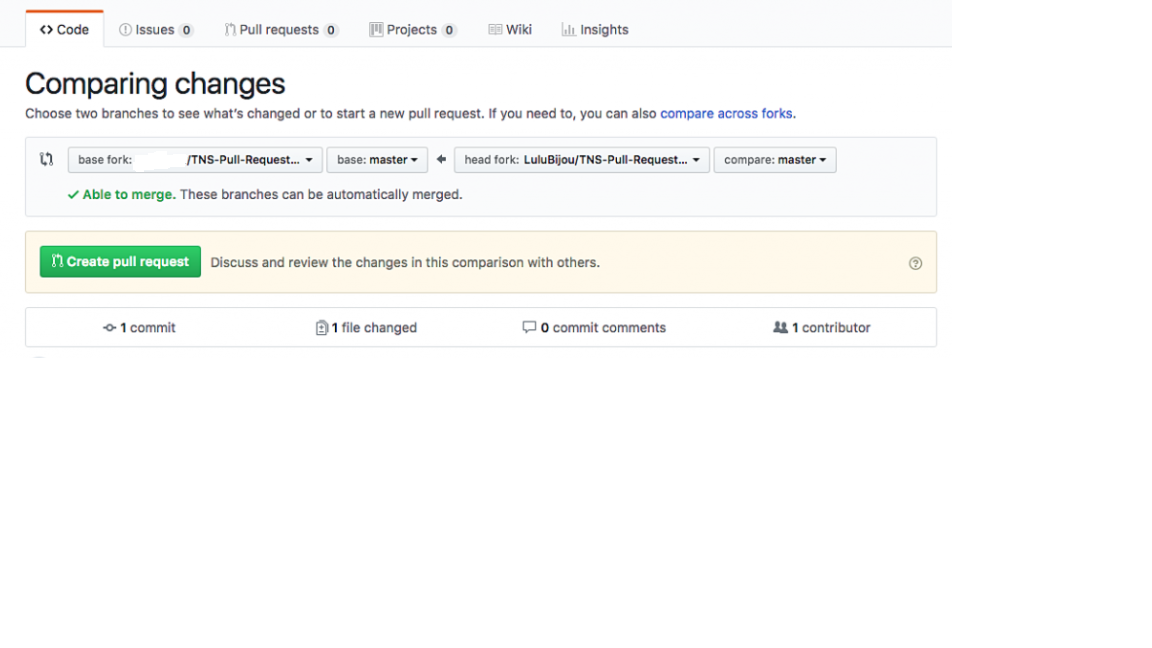 Code Issues 0 Pull requests 0 Projects 0 Wiki Insights
Comparing changes
Choose two branches to see what's changed or to start a new pull request. If you need to, you can also compare across forks.
base fork: /TNS-Pull-Request... base: master head fork: LuluBijou/TNS-Pull-Request... compare: master
Able to merge. These branches can be automatically merged.
Create pull request Discuss and review the changes in this comparison with others.
1 commit 1 file changed 0 commit comments 1 contributor